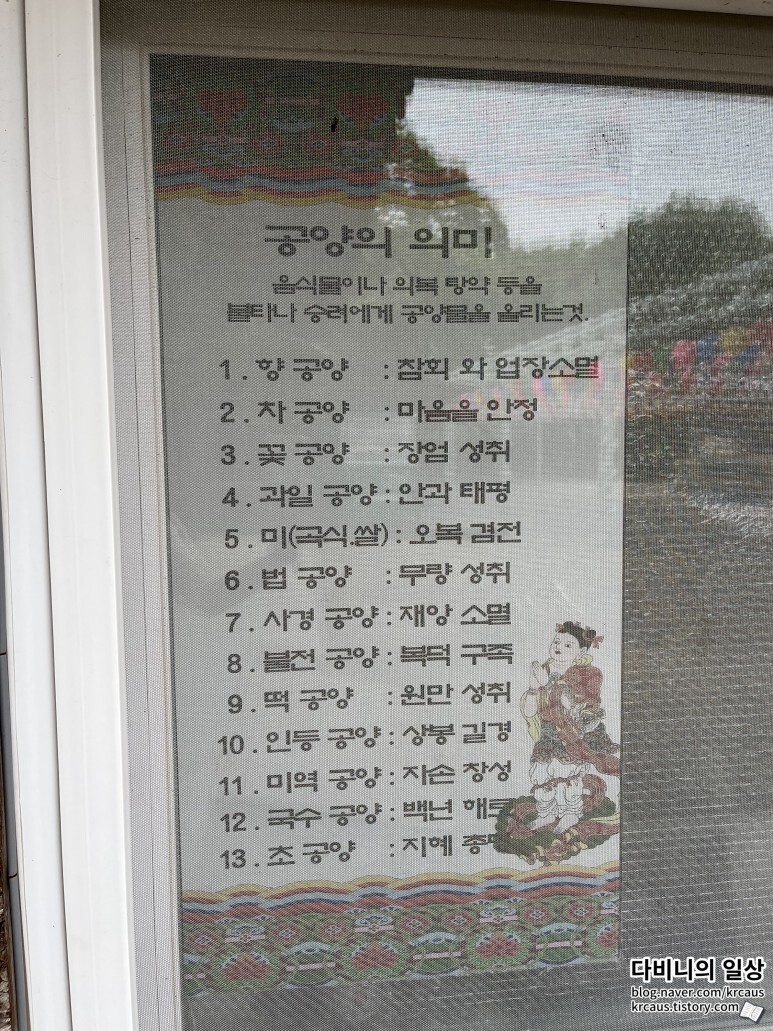 공양의 의미
음식물이나 의복 탕약 등을
불타나 승려에게 공양물을 올리는것.
1. 향 공양 : 참회 와 업장소멸
2. 차 공양 : 마음을 안정
3. 꽃 공양 : 장엄 성취
4. 과일 공양 : 안과 태평
5. 미(곡식.쌀) : 오복 겸전
6. 법 공양 : 무량 성취
7. 사경 공양 : 재앙 소멸
8. 불전 공양 : 복덕 구족
9. 떡 공양 : 원만 성취
10. 인등 공양 : 상봉 길경
11. 미역 공양 : 자손 창성
12. 국수 공양 : 백년 해로
13. 초 공양 : 지혜
다비니의 일상
blog.naver.com/krcaus
krcaus.tistory.com